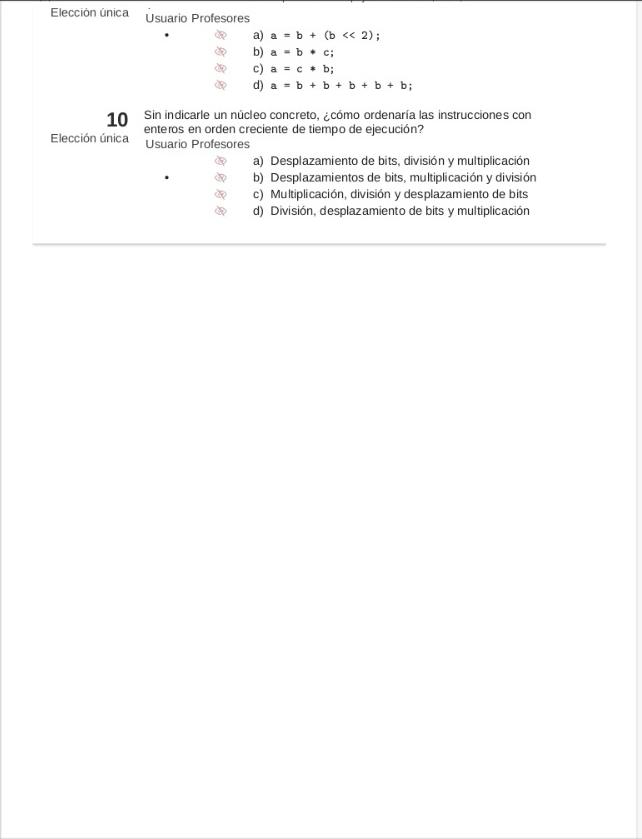 Elección única
Usuario Profesores
• a) a = b + (b << 2);
b) a = b * c;
c) a = c * b;
d) a = b + b + b + b + b;
10 Sin indicarle un núcleo concreto, ¿cómo ordenaría las instrucciones con
enteros en orden creciente de tiempo de ejecución?
Elección única
Usuario Profesores
a) Desplazamiento de bits, división y multiplicación
• b) Desplazamientos de bits, multiplicación y división
c) Multiplicación, división y desplazamiento de bits
d) División, desplazamiento de bits y multiplicación